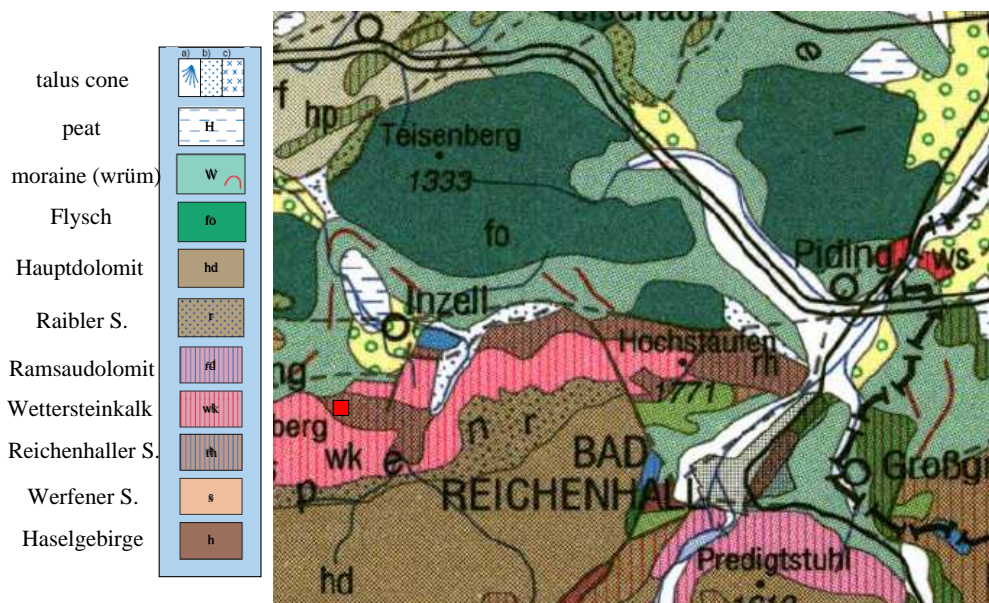 a) b) c)
talus cone
peat
H
moraine (wrüm)
W
Flysch
fo
Hauptdolomit
hd
Raibler S.
r
Ramsaudolomit
rd
Wettersteinkalk
wk
Reichenhaller S.
rh
Werfener S.
s
Haselgebirge
h
Teisendorf
hp
Teisenberg
1333
fo
Piding
ws
Inzell
Hochstaufen
rh
1771
berg
wk e n r
p
BAD
REICHENHALL
Großg
Predigtstuhl
hd